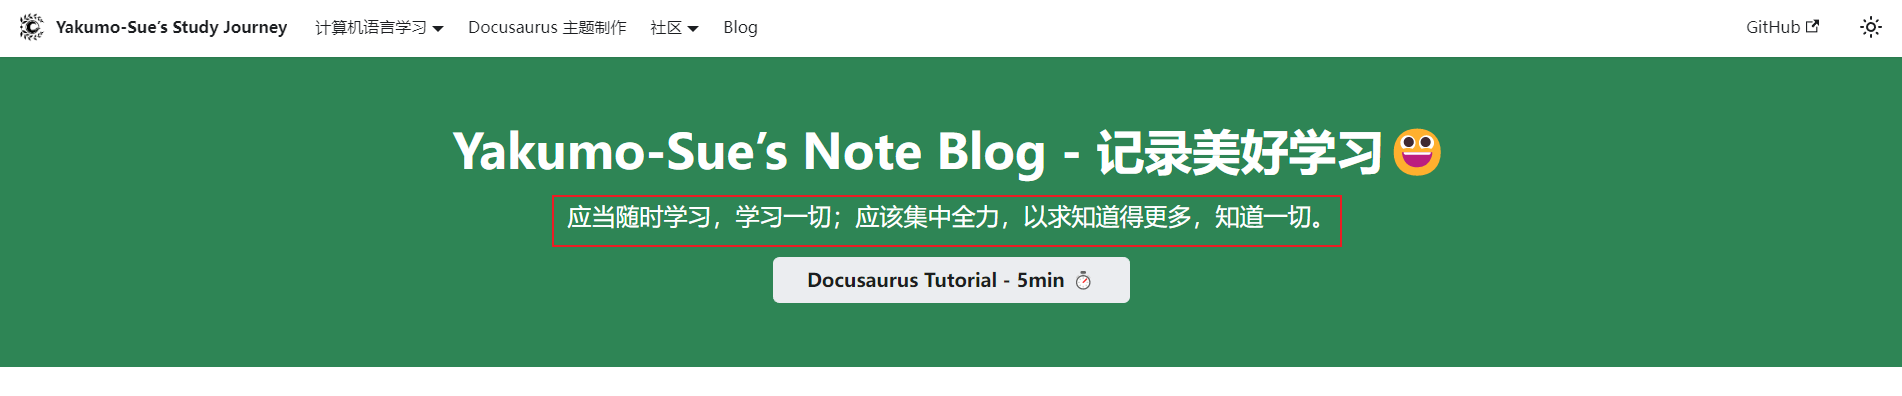 Yakumo-Sue’s Study Journey 计算机语言学习 Docusaurus 主题制作 社区 Blog GitHub
Yakumo-Sue’s Note Blog - 记录美好学习😀
应当随时学习，学习一切；应该集中全力，以求知道得更多，知道一切。
Docusaurus Tutorial - 5min ⏱️